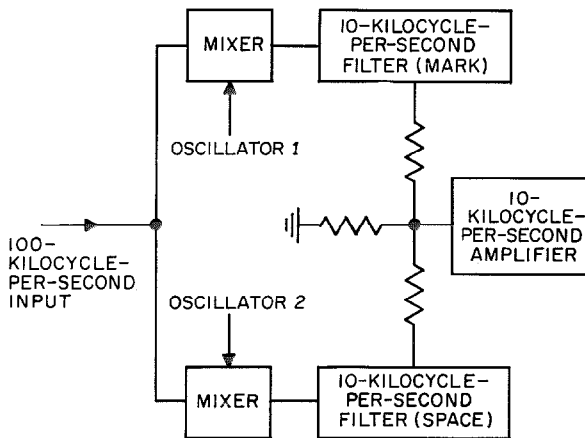 MIXER
10-KILOCYCLE-
PER-SECOND
FILTER (MARK)
OSCILLATOR 1
10-
KILOCYCLE-
PER-SECOND
AMPLIFIER
100-
KILOCYCLE-
PER-SECOND
INPUT
OSCILLATOR 2
MIXER
10-KILOCYCLE-
PER-SECOND
FILTER (SPACE)